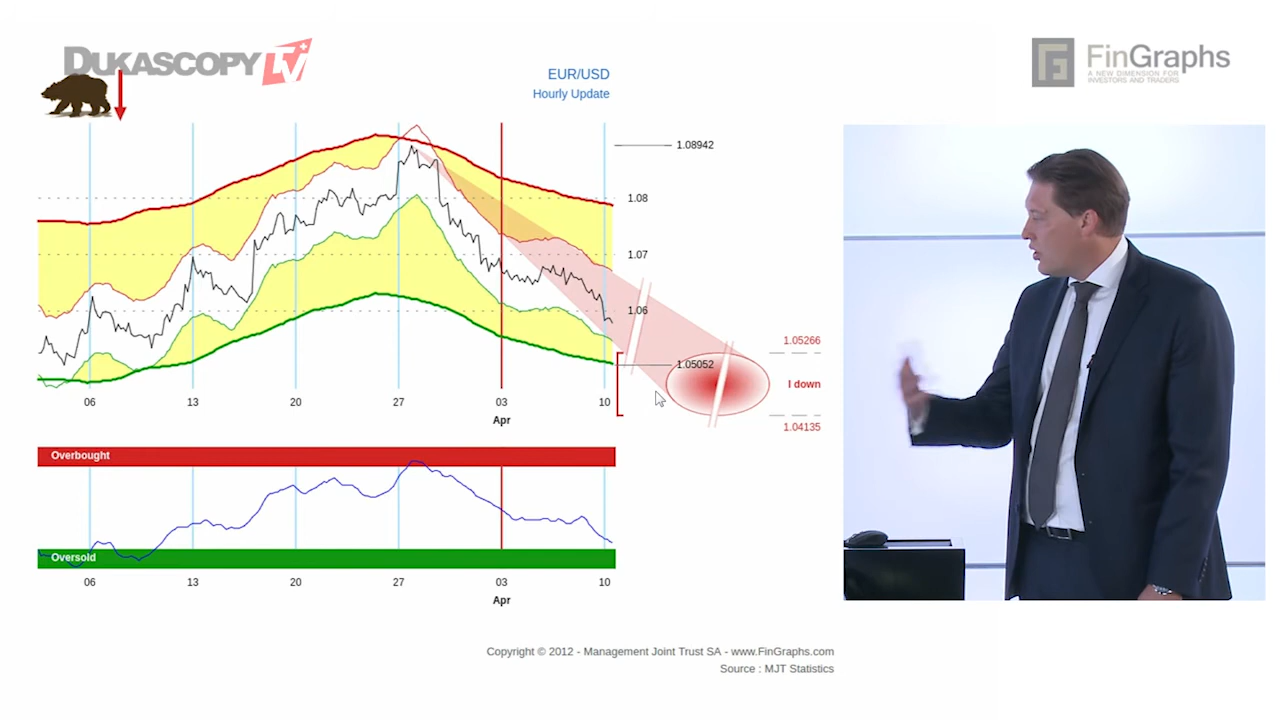 DUKASCOPY TV
FinGraphs
A NEW DIMENSION FOR
INVESTORS AND TRADERS
EUR/USD
Hourly Update
1.08942
1.08
1.07
1.06
1.05266
1.05052
I down
1.04135
06 13 20 27 03 10
Apr
Overbought
Oversold
06 13 20 27 03 10
Apr
Copyright © 2012 - Management Joint Trust SA - www.FinGraphs.com
Source : MJT Statistics